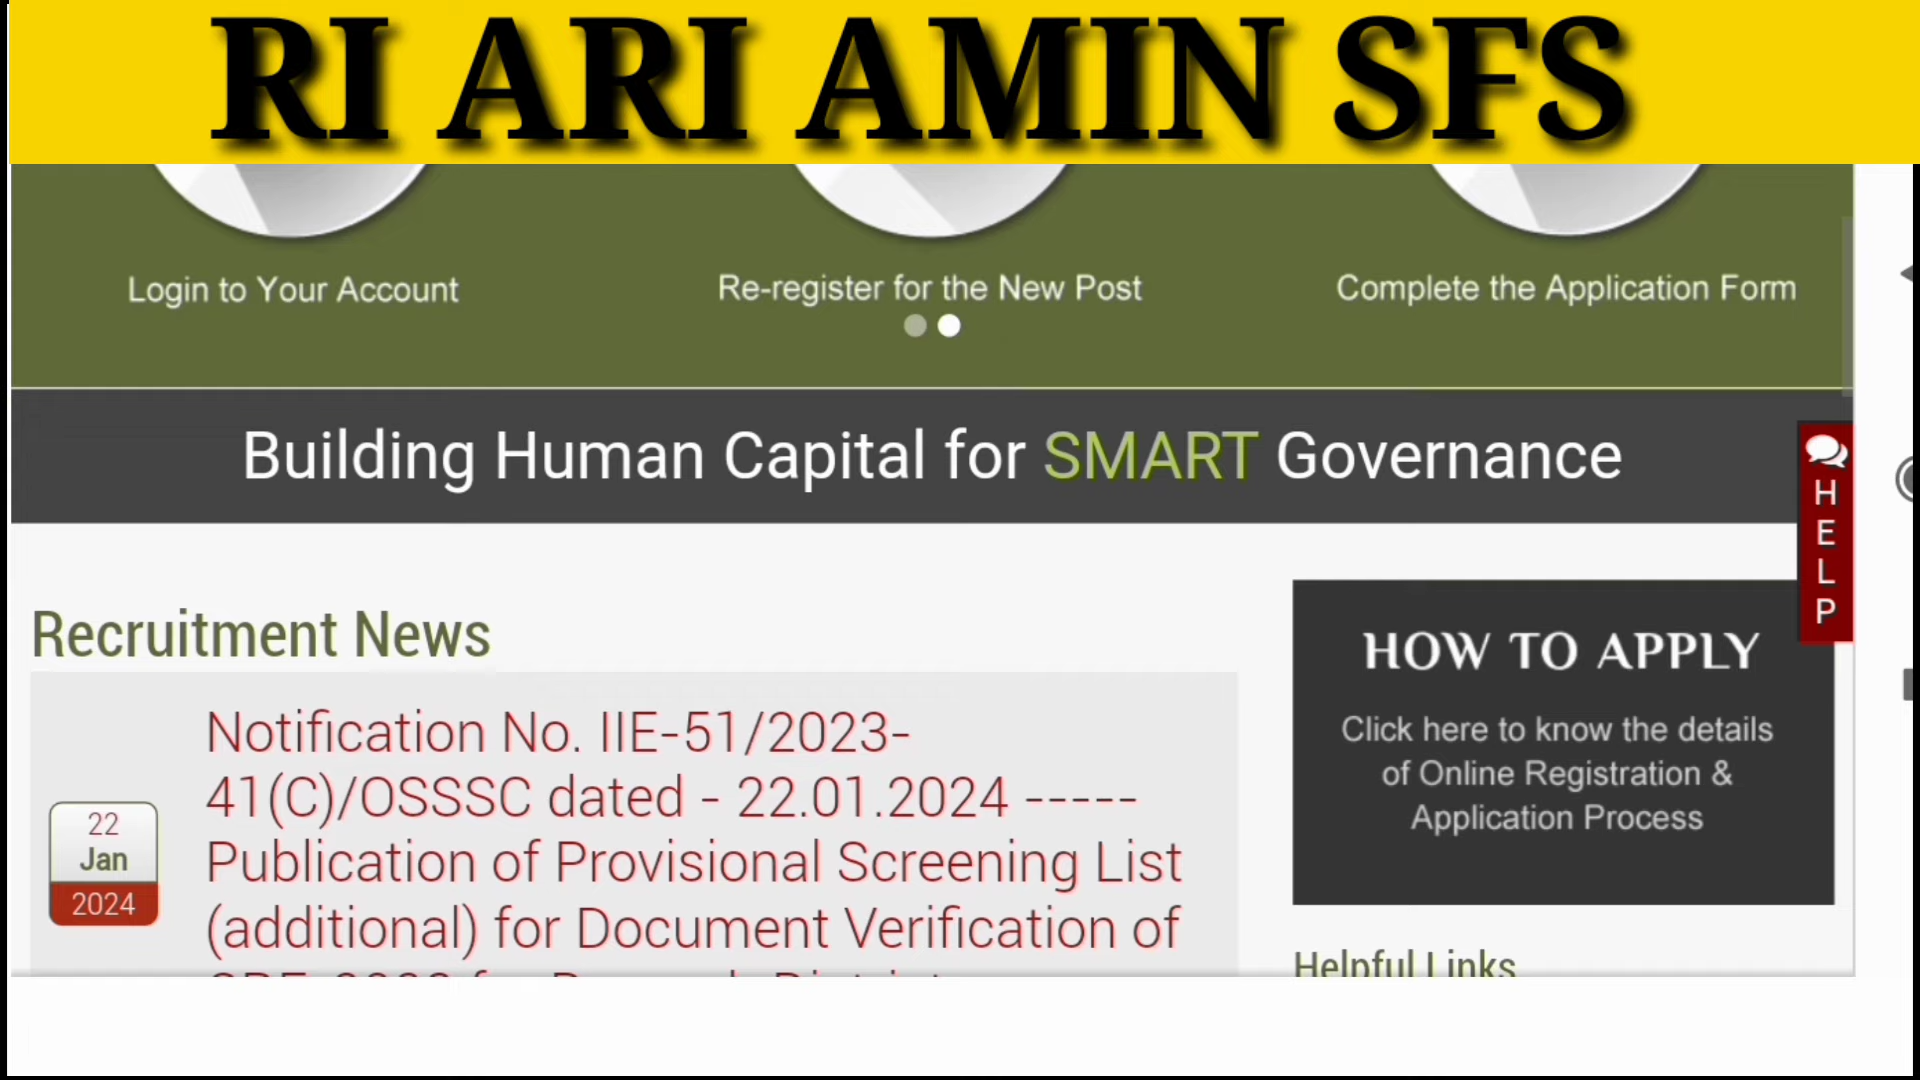 RI ARI AMIN SFS
Login to Your Account
Re-register for the New Post
Complete the Application Form
Building Human Capital for SMART Governance
HELP
Recruitment News
22
Jan
2024
Notification No. IIE-51/2023-
41(C)/OSSSC dated - 22.01.2024 -----
Publication of Provisional Screening List
(additional) for Document Verification of
HOW TO APPLY
Click here to know the details
of Online Registration &
Application Process
Helpful Links